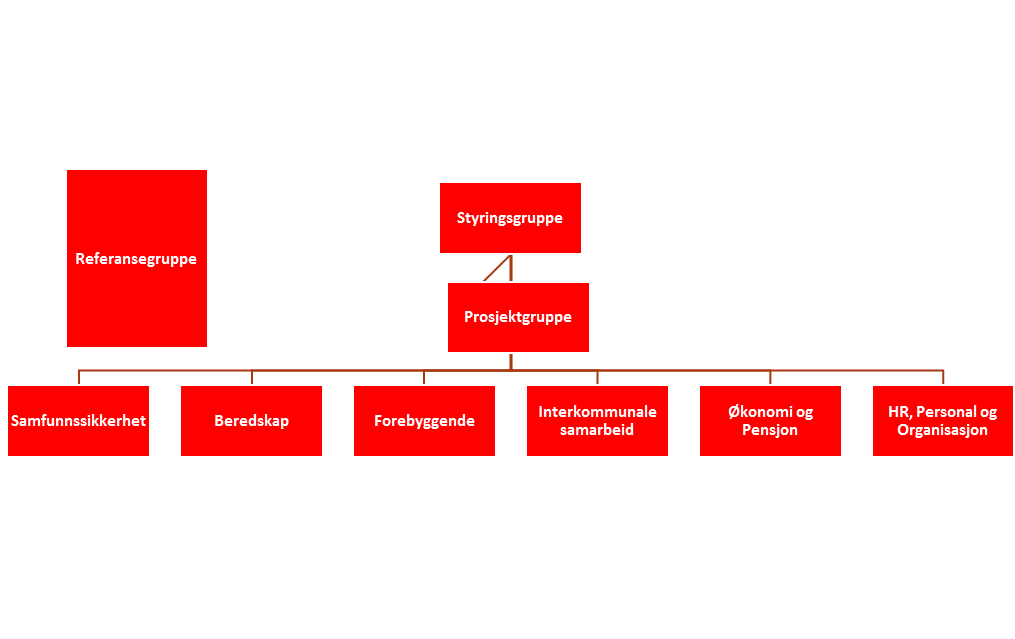 Styringsgruppe
Referansegruppe
Prosjektgruppe
Samfunnssikkerhet
Beredskap
Forebyggende
Interkommunale
samarbeid
Økonomi og
Pensjon
HR, Personal og
Organisasjon